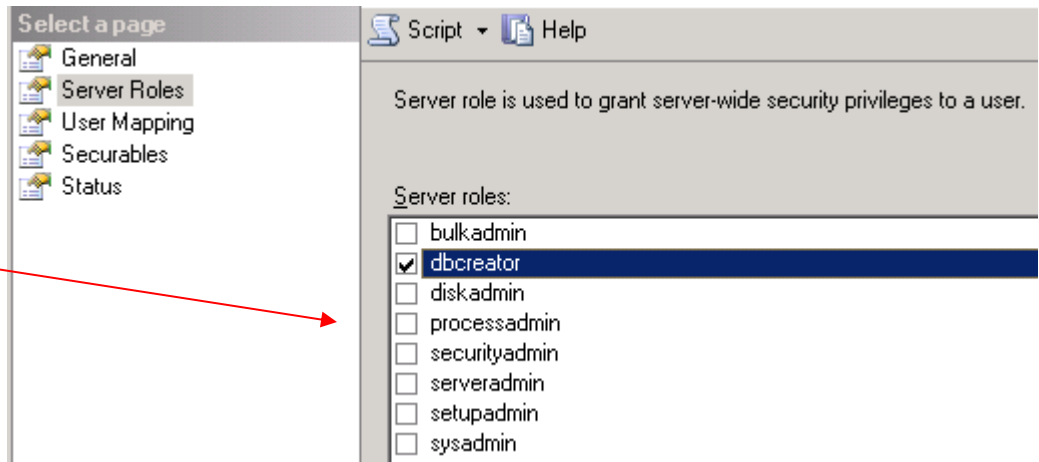 Select a page
General
Server Roles
User Mapping
Securables
Status
Script Help
Server role is used to grant server-wide security privileges to a user.
Server roles:
bulkadmin
dbcreator
diskadmin
processadmin
securityadmin
serveradmin
setupadmin
sysadmin